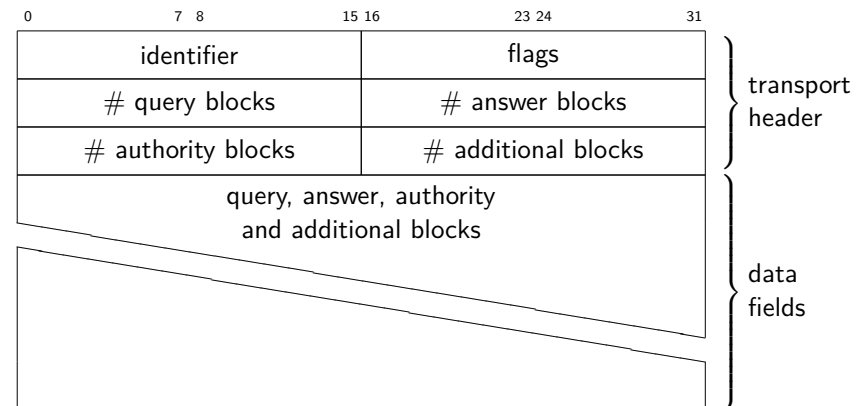 0 7 8 15 16 23 24 31
identifier flags
# query blocks # answer blocks
# authority blocks # additional blocks
transport
header
query, answer, authority
and additional blocks
data
fields